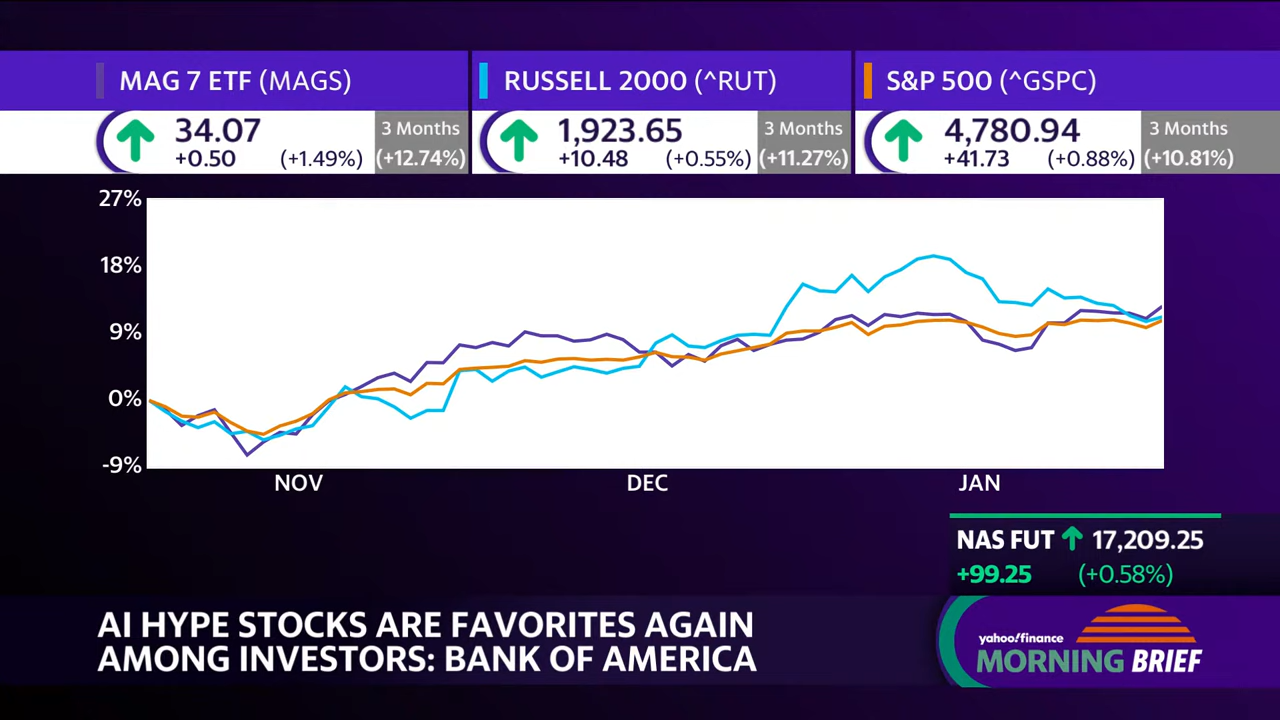 MAG 7 ETF (MAGS)
34.07
+0.50 (+1.49%)
3 Months
(+12.74%)
RUSSELL 2000 (^RUT)
1,923.65
+10.48 (+0.55%)
3 Months
(+11.27%)
S&P 500 (^GSPC)
4,780.94
+41.73 (+0.88%)
3 Months
(+10.81%)
27%
18%
9%
0%
-9%
NOV DEC JAN
NAS FUT 17,209.25
+99.25 (+0.58%)
AI HYPE STOCKS ARE FAVORITES AGAIN
AMONG INVESTORS: BANK OF AMERICA
yahoo!finance
MORNING BRIEF